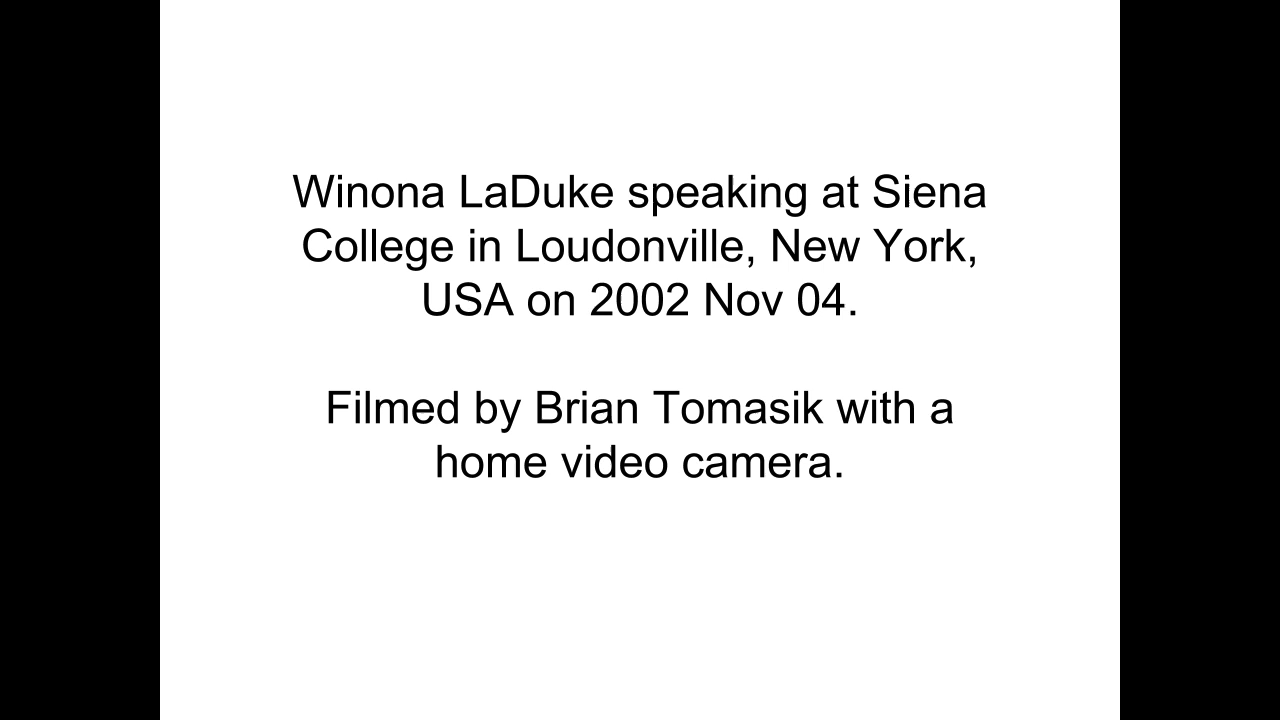 Winona LaDuke speaking at Siena
College in Loudonville, New York,
USA on 2002 Nov 04.
Filmed by Brian Tomasik with a
home video camera.